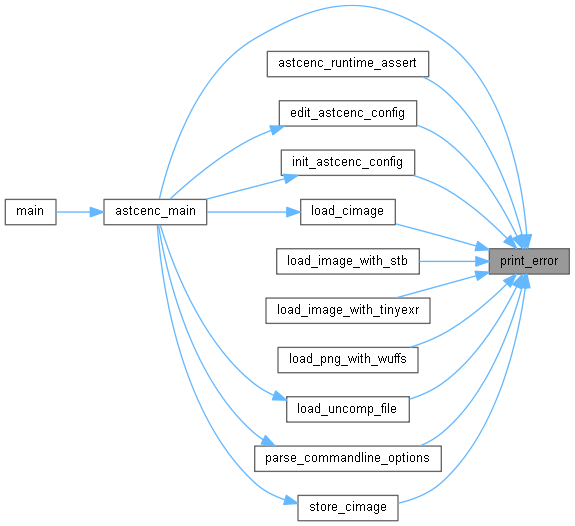 astcenc_runtime_assert
edit_astcenc_config
init_astcenc_config
main
astcenc_main
load_cimage
load_image_with_stb
print_error
load_image_with_tinyexr
load_png_with_wuffs
load_uncomp_file
parse_commandline_options
store_cimage